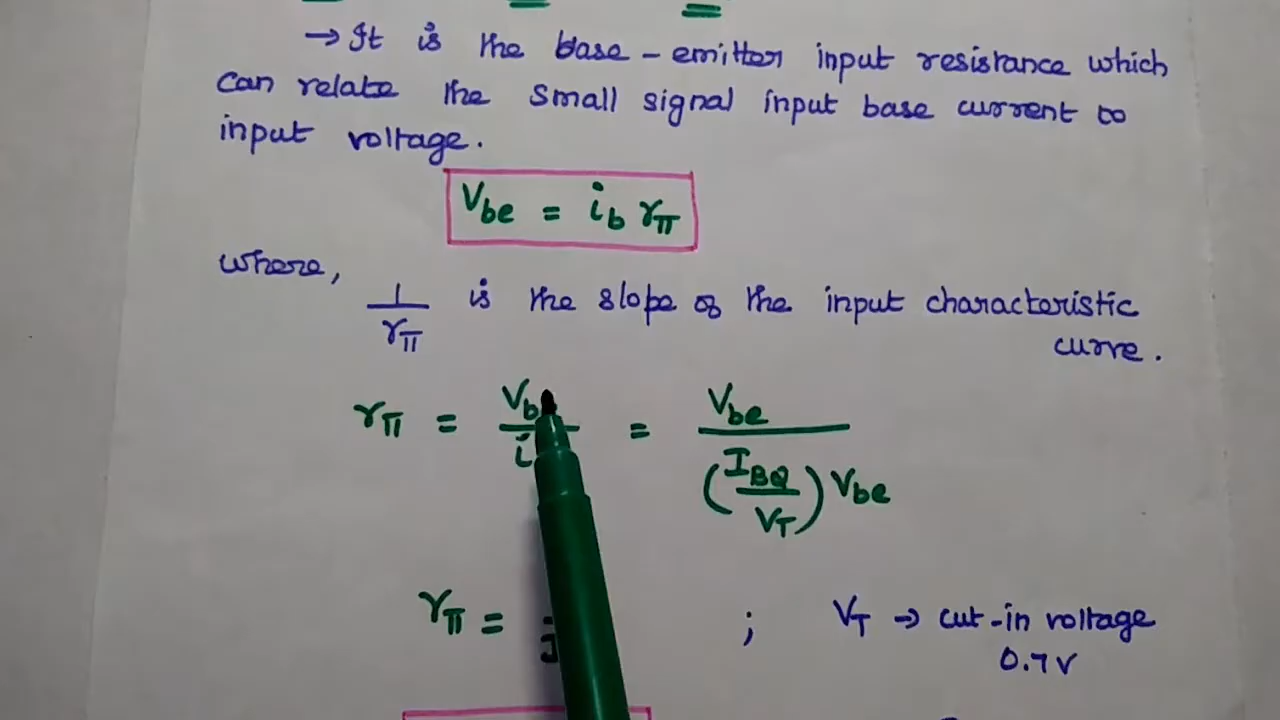 → It is the base - emitter input resistance which
can relate the small signal input base current to
input voltage.
Vbe = ib rπ
where,
1/rπ is the slope of the input characteristic
curve.
rπ = Vb / i = Vbe / (IBQ/VT) Vbe
rπ = ; VT → cut-in voltage
0.7V